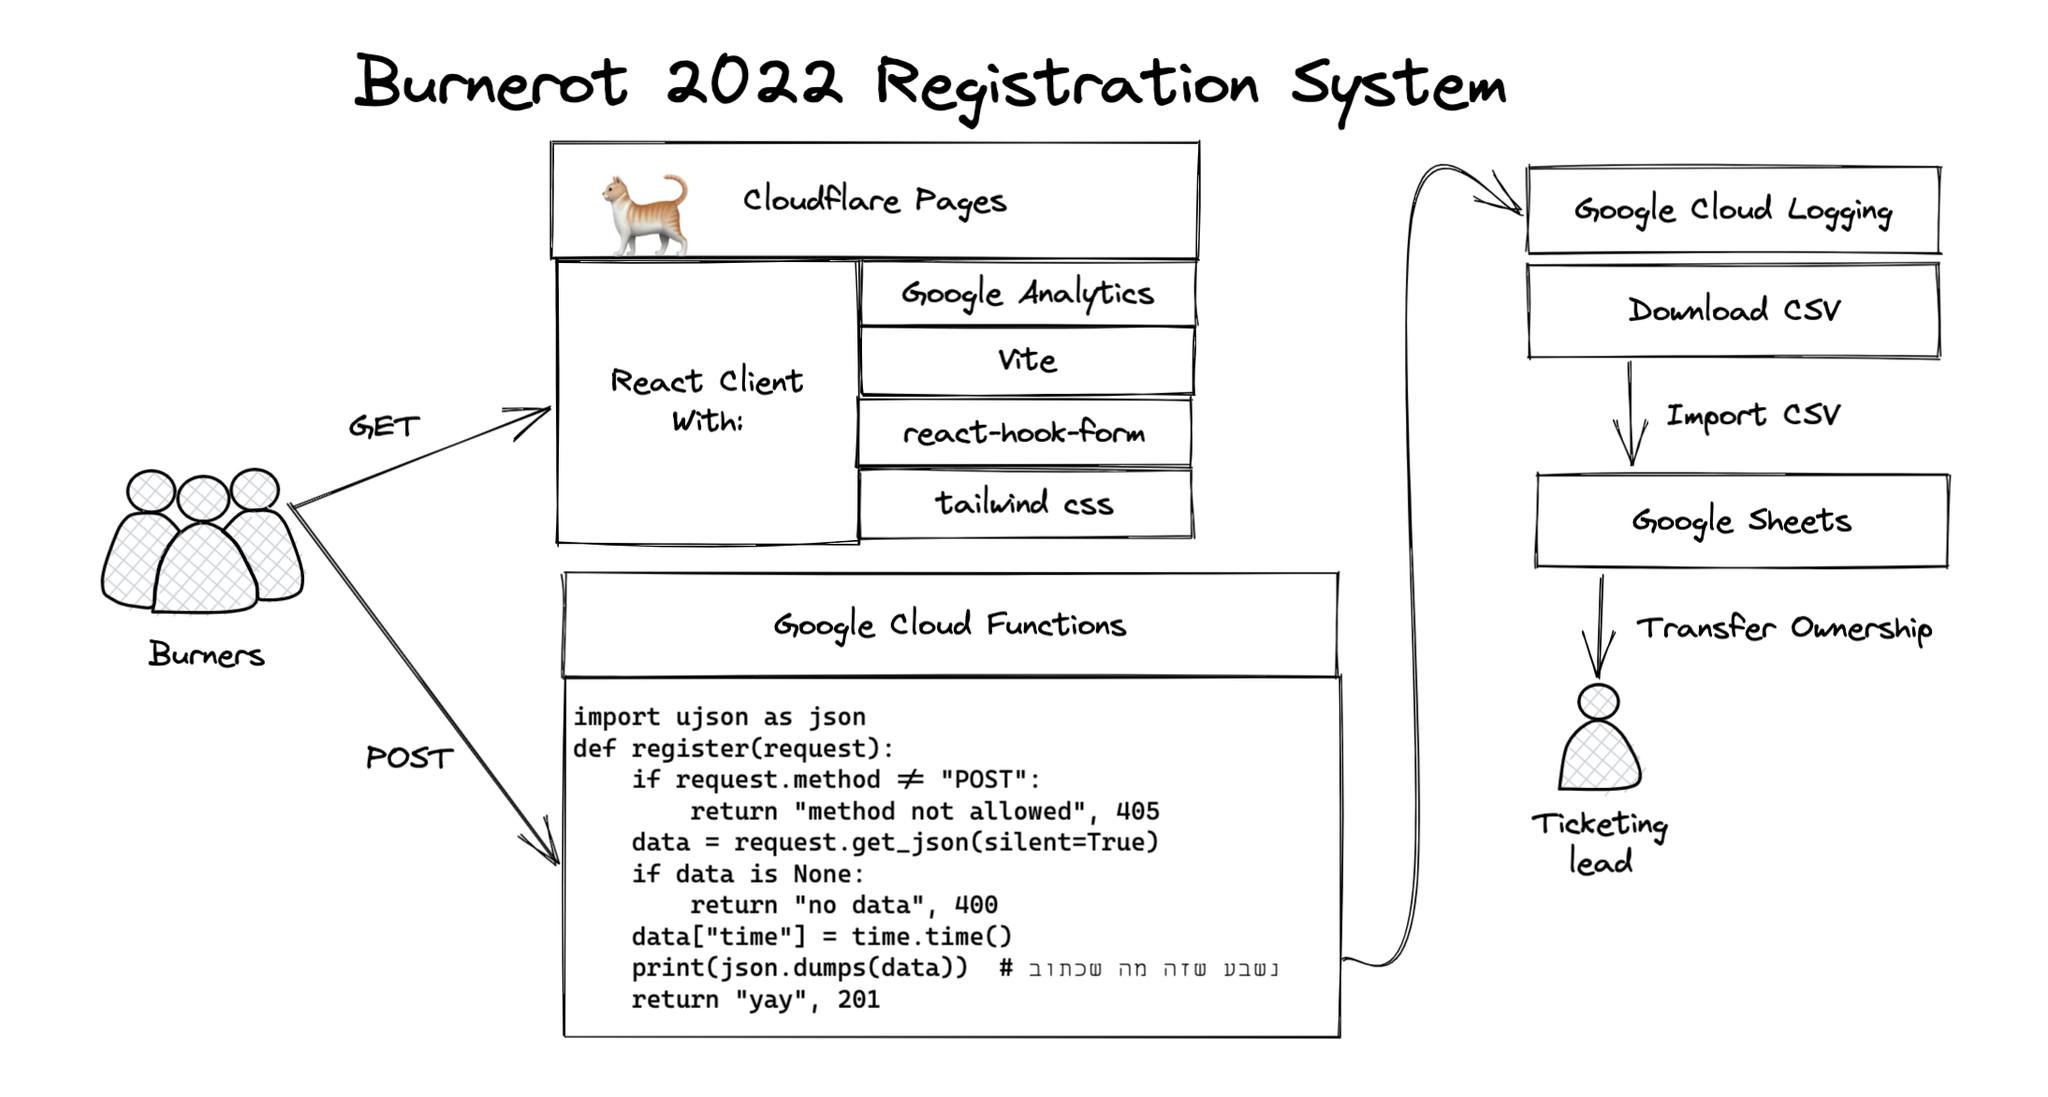 Burnerot 2022 Registration System
Cloudflare Pages
React Client
With:
Google Analytics
Vite
react-hook-form
tailwind css
GET
Burners
POST
Google Cloud Functions
import ujson as json
def register(request):
    if request.method ≠ "POST":
        return "method not allowed", 405
    data = request.get_json(silent=True)
    if data is None:
        return "no data", 400
    data["time"] = time.time()
    print(json.dumps(data))  # נשבע שזה מה שכתוב
    return "yay", 201
Google Cloud Logging
Download CSV
Import CSV
Google Sheets
Transfer Ownership
Ticketing
lead